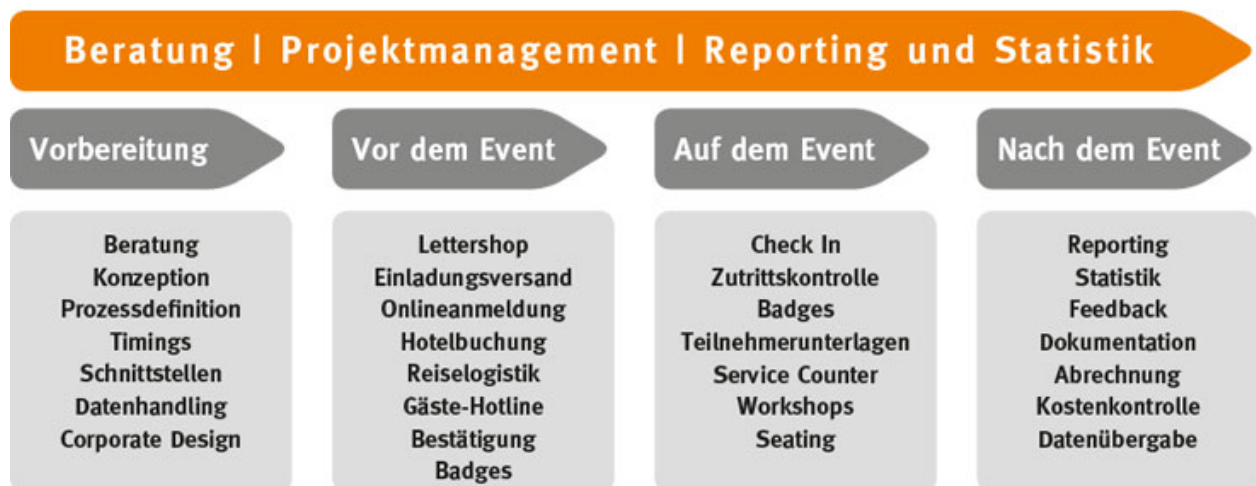 Beratung | Projektmanagement | Reporting und Statistik
Vorbereitung
Beratung
Konzeption
Prozessdefinition
Timings
Schnittstellen
Datenhandling
Corporate Design
Vor dem Event
Lettershop
Einladungsversand
Onlineanmeldung
Hotelbuchung
Reiselogistik
Gäste-Hotline
Bestätigung
Badges
Auf dem Event
Check In
Zutrittskontrolle
Badges
Teilnehmerunterlagen
Service Counter
Workshops
Seating
Nach dem Event
Reporting
Statistik
Feedback
Dokumentation
Abrechnung
Kostenkontrolle
Datenübergabe